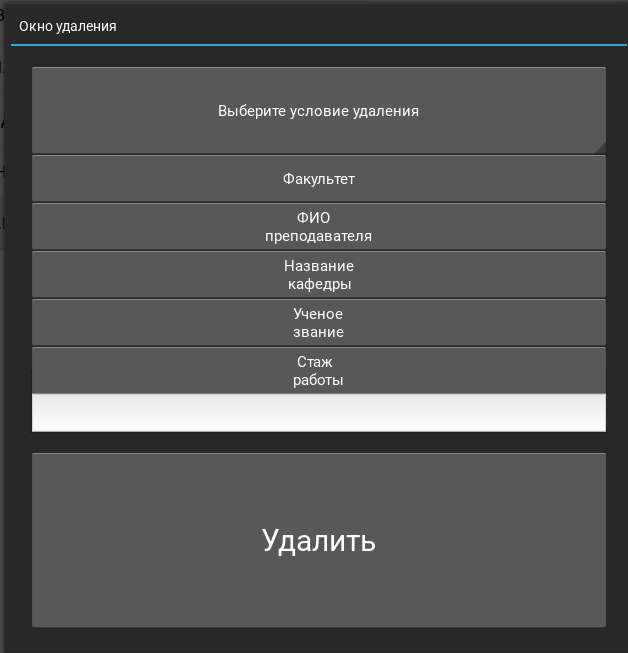 Окно удаления
Выберите условие удаления
Факультет
ФИО
преподавателя
Название
кафедры
Ученое
звание
Стаж
работы
Удалить